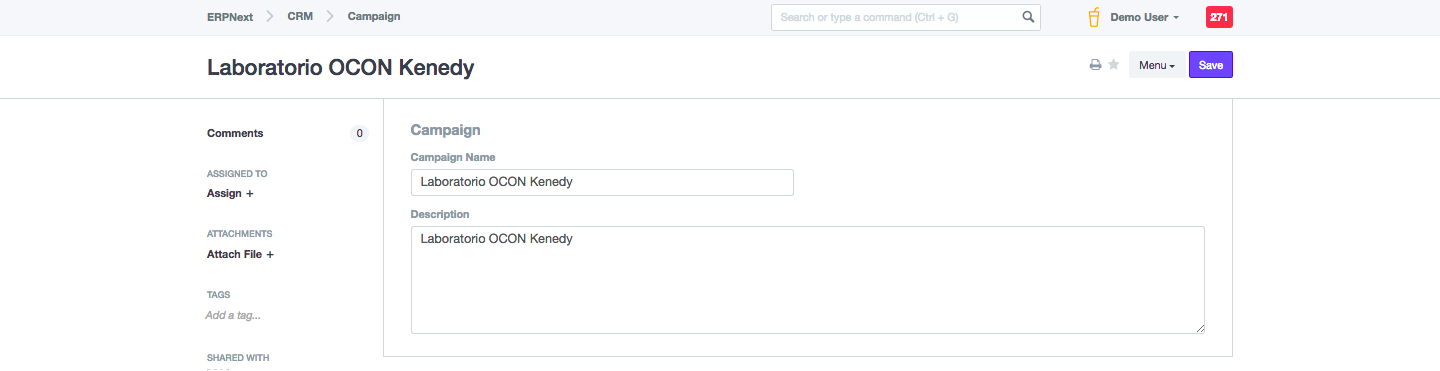 ERPNext CRM Campaign Search or type a command (Ctrl + G) Demo User 271
Laboratorio OCON Kenedy Menu Save
Comments 0
ASSIGNED TO
Assign +
ATTACHMENTS
Attach File +
TAGS
Add a tag...
SHARED WITH
Campaign
Campaign Name
Laboratorio OCON Kenedy
Description
Laboratorio OCON Kenedy